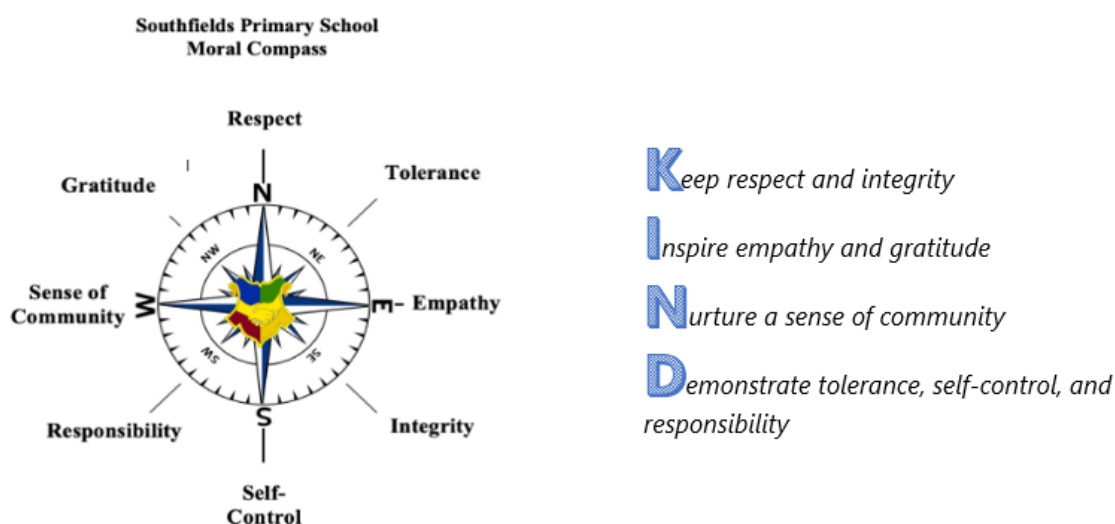 Southfields Primary School
Moral Compass
Respect
Gratitude
Tolerance
N
NW
NE
Sense of
Community
W
E
Empathy
SW
SE
S
Responsibility
Integrity
Self-
Control
Keep respect and integrity
Inspire empathy and gratitude
Nurture a sense of community
Demonstrate tolerance, self-control, and
responsibility